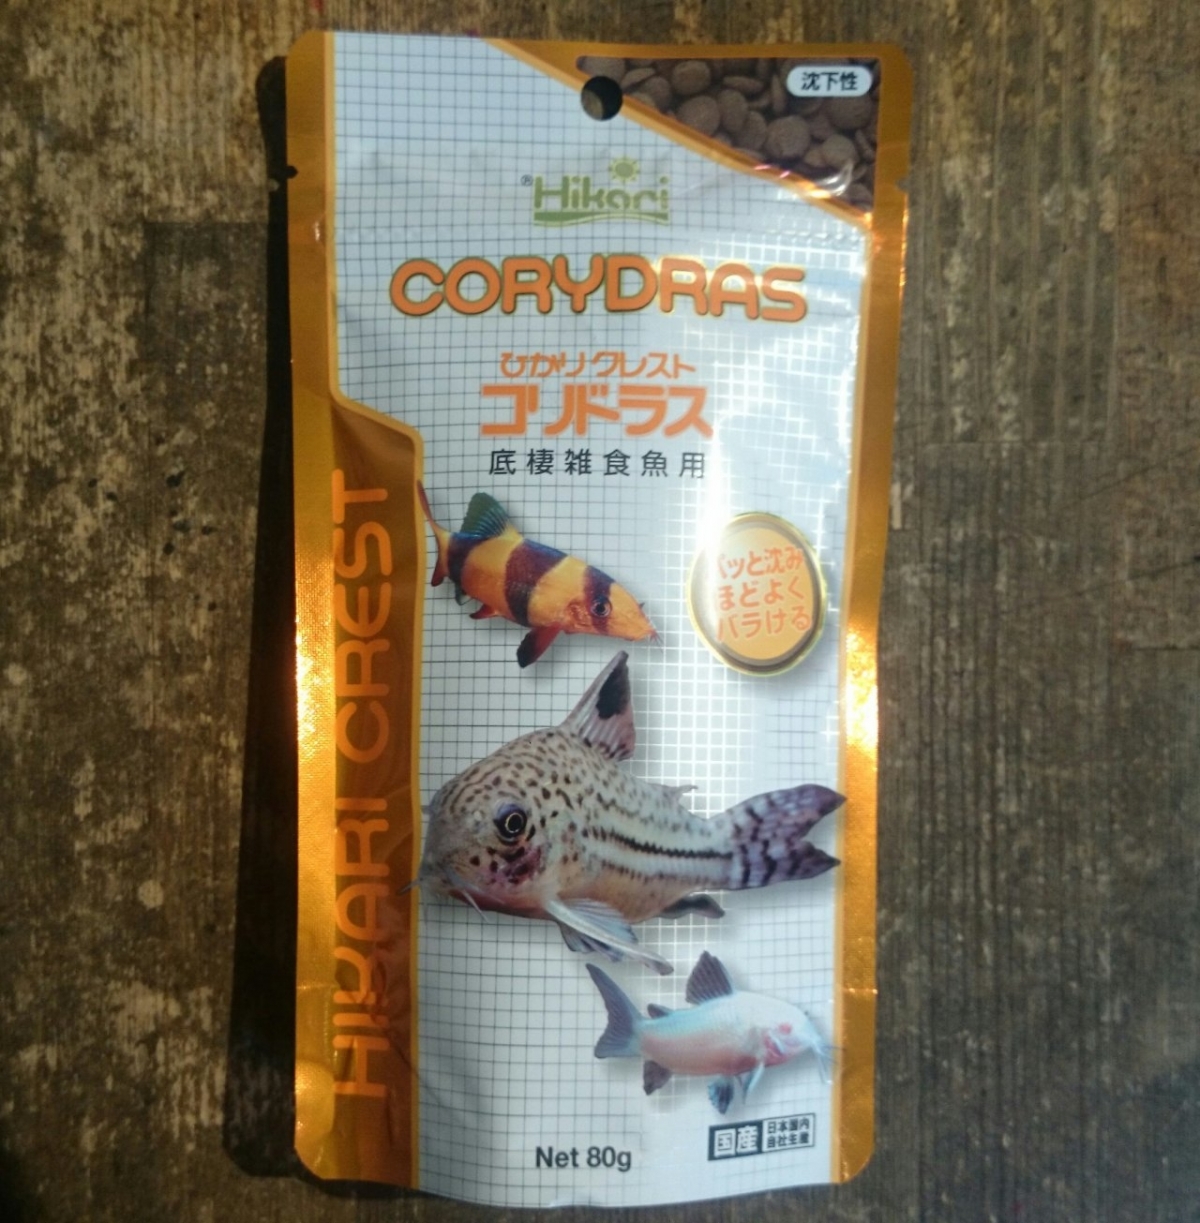 沈下性
® Hikari
CORYDRAS
ひかりクレスト
コリドラス
底棲雑食魚用
パッと沈み
ほどよく
バラける
HIKARI CREST
Net 80g
国産
日本国内
自社生産